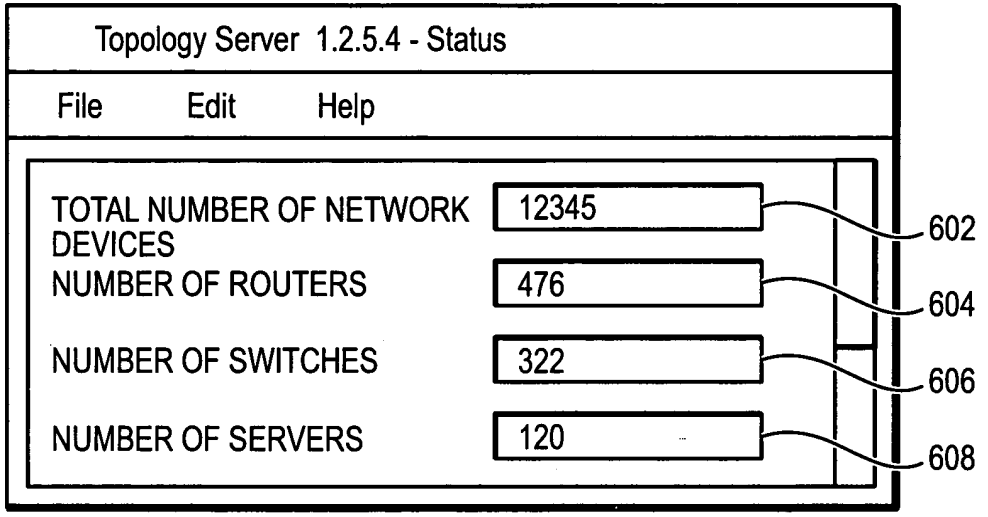 Topology Server 1.2.5.4 - Status
File Edit Help
TOTAL NUMBER OF NETWORK DEVICES 12345 602
NUMBER OF ROUTERS 476 604
NUMBER OF SWITCHES 322 606
NUMBER OF SERVERS 120 608